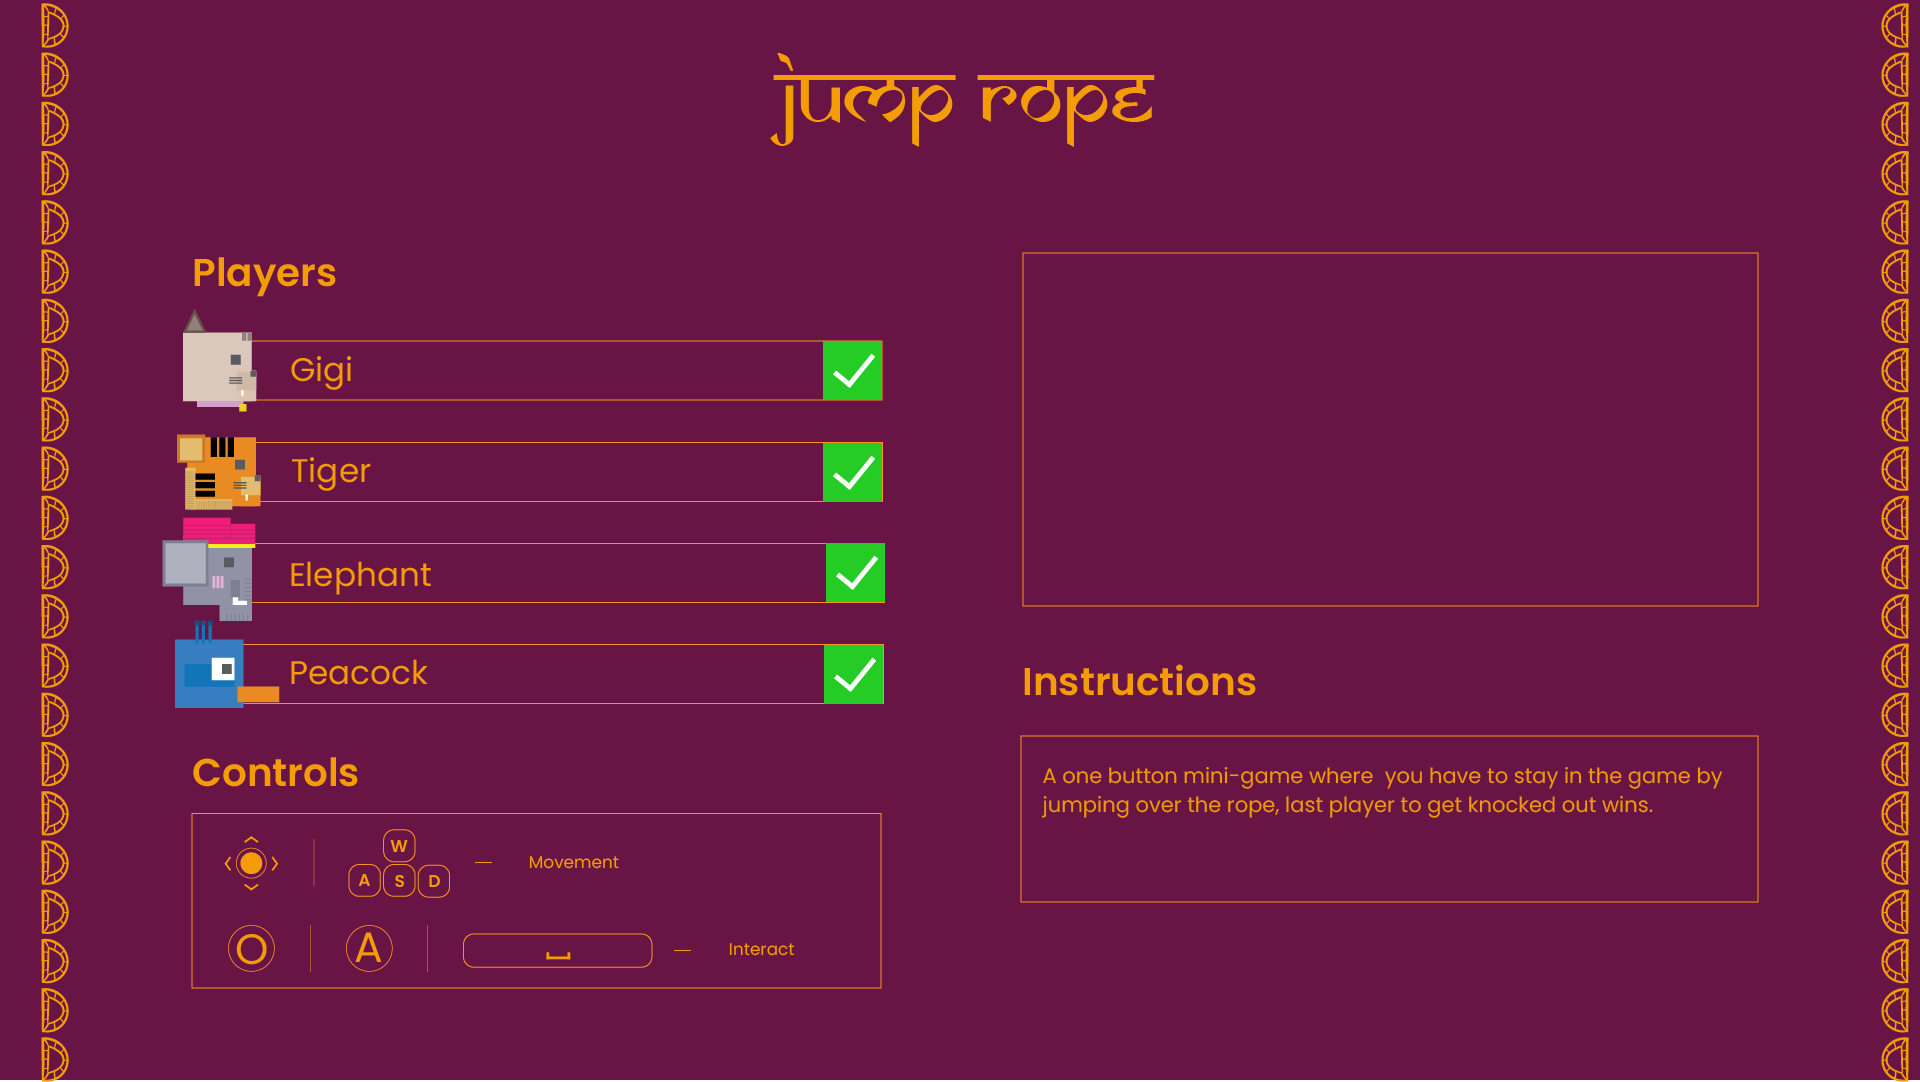 jump rope
Players
Gigi
Tiger
Elephant
Peacock
Controls
W
A S D — Movement
O A — Interact
Instructions
A one button mini-game where  you have to stay in the game by
jumping over the rope, last player to get knocked out wins.